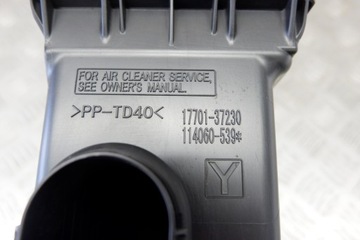 FOR AIR CLEANER SERVICE,
SEE OWNER'S MANUAL.
>PP-TD40<
17701-37230
114060-539*
Y